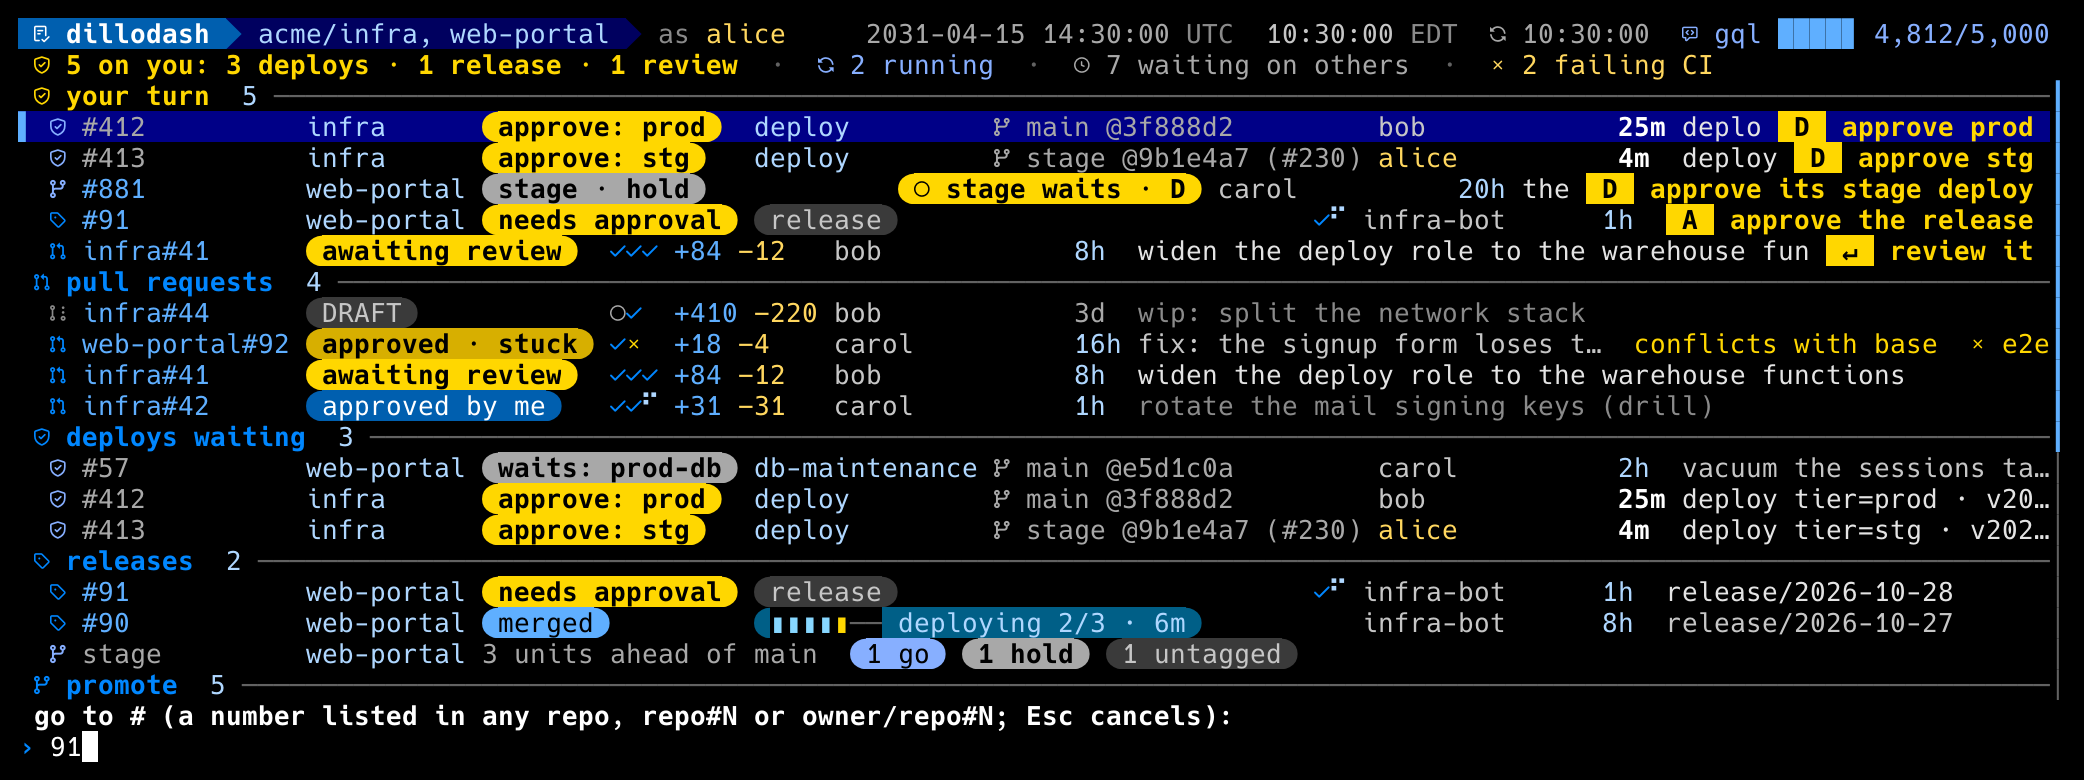 dillodash acme/infra, web-portal as alice 2031-04-15 14:30:00 UTC 10:30:00 EDT 10:30:00 gql 4,812/5,000
5 on you: 3 deploys · 1 release · 1 review · 2 running · 7 waiting on others · × 2 failing CI
your turn 5
#412 infra approve: prod deploy main @3f888d2 bob 25m deplo D approve prod
#413 infra approve: stg deploy stage @9b1e4a7 (#230) alice 4m deploy D approve stg
#881 web-portal stage · hold ○ stage waits · D carol 20h the D approve its stage deploy
#91 web-portal needs approval release ✓ infra-bot 1h A approve the release
infra#41 awaiting review ✓✓✓ +84 −12 bob 8h widen the deploy role to the warehouse fun ↵ review it
pull requests 4
infra#44 DRAFT ○✓ +410 −220 bob 3d wip: split the network stack
web-portal#92 approved · stuck ✓× +18 −4 carol 16h fix: the signup form loses t… conflicts with base × e2e
infra#41 awaiting review ✓✓✓ +84 −12 bob 8h widen the deploy role to the warehouse functions
infra#42 approved by me ✓✓ +31 −31 carol 1h rotate the mail signing keys (drill)
deploys waiting 3
#57 web-portal waits: prod-db db-maintenance main @e5d1c0a carol 2h vacuum the sessions ta…
#412 infra approve: prod deploy main @3f888d2 bob 25m deploy tier=prod · v20…
#413 infra approve: stg deploy stage @9b1e4a7 (#230) alice 4m deploy tier=stg · v202…
releases 2
#91 web-portal needs approval release ✓ infra-bot 1h release/2026-10-28
#90 web-portal merged deploying 2/3 · 6m infra-bot 8h release/2026-10-27
stage web-portal 3 units ahead of main 1 go 1 hold 1 untagged
promote 5
go to # (a number listed in any repo, repo#N or owner/repo#N; Esc cancels):
› 91